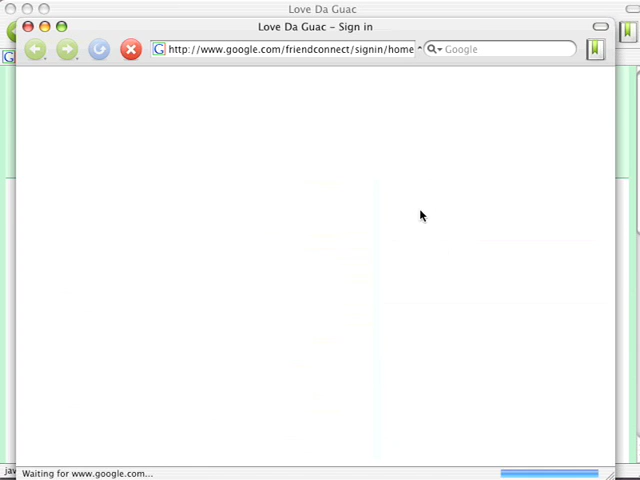 Love Da Guac
Love Da Guac – Sign in
http://www.google.com/friendconnect/signin/home
Google
Waiting for www.google.com...